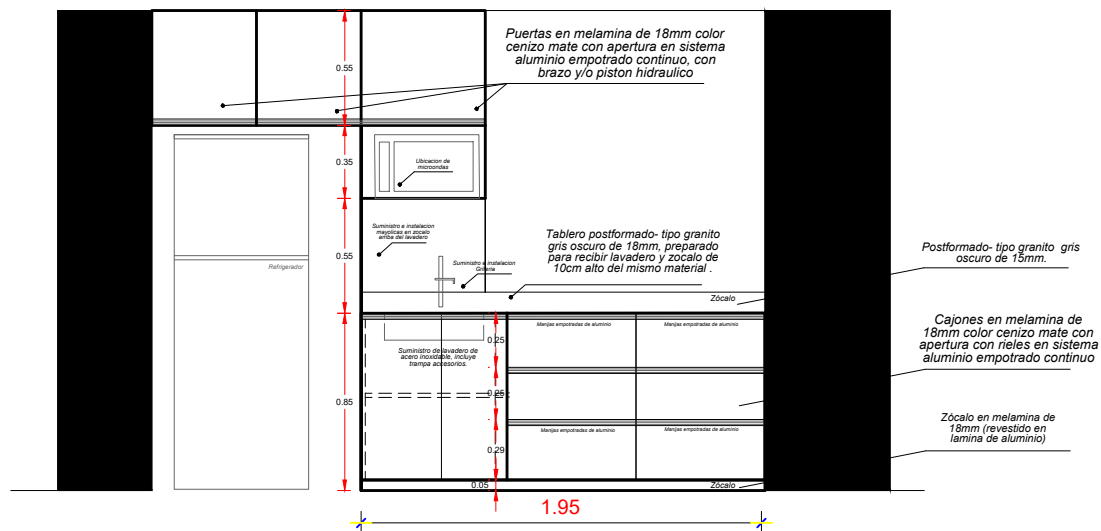 Puertas en melamina de 18mm color
cenizo mate con apertura en sistema
aluminio empotrado continuo, con
brazo y/o piston hidraulico
0.55
0.35
Ubicacion de
microondas
Suministro e instalacion
mayolicas en zocalo
arriba del lavadero
0.55
Suministro e instalacion
Griferia
Tablero postformado- tipo granito
gris oscuro de 18mm, preparado
para recibir lavadero y zocalo de
10cm alto del mismo material .
Refrigerador
Zócalo
Postformado- tipo granito gris
oscuro de 15mm.
Manijas empotradas de aluminio
Manijas empotradas de aluminio
0.25
Suministro de lavadero de
acero inoxidable, incluye
trampa accesorios.
Cajones en melamina de
18mm color cenizo mate con
apertura con rieles en sistema
aluminio empotrado continuo
0.85
0.25
Manijas empotradas de aluminio
Manijas empotradas de aluminio
0.29
Zócalo en melamina de
18mm (revestido en
lamina de aluminio)
0.05
Zócalo
1.95